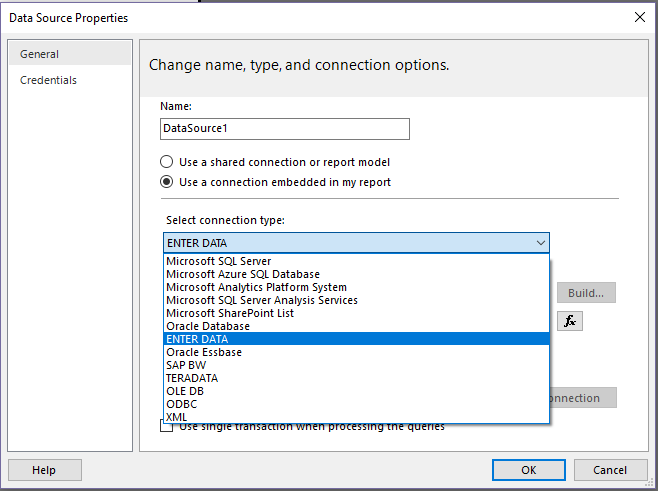 Data Source Properties
General
Credentials
Change name, type, and connection options.
Name:
DataSource1
Use a shared connection or report model
Use a connection embedded in my report
Select connection type:
ENTER DATA
Microsoft SQL Server
Microsoft Azure SQL Database
Microsoft Analytics Platform System
Microsoft SQL Server Analysis Services
Microsoft SharePoint List
Oracle Database
ENTER DATA
Oracle Essbase
SAP BW
TERADATA
OLE DB
ODBC
XML
Build...
fx
onnection
Use single transaction when processing the queries
Help
OK
Cancel